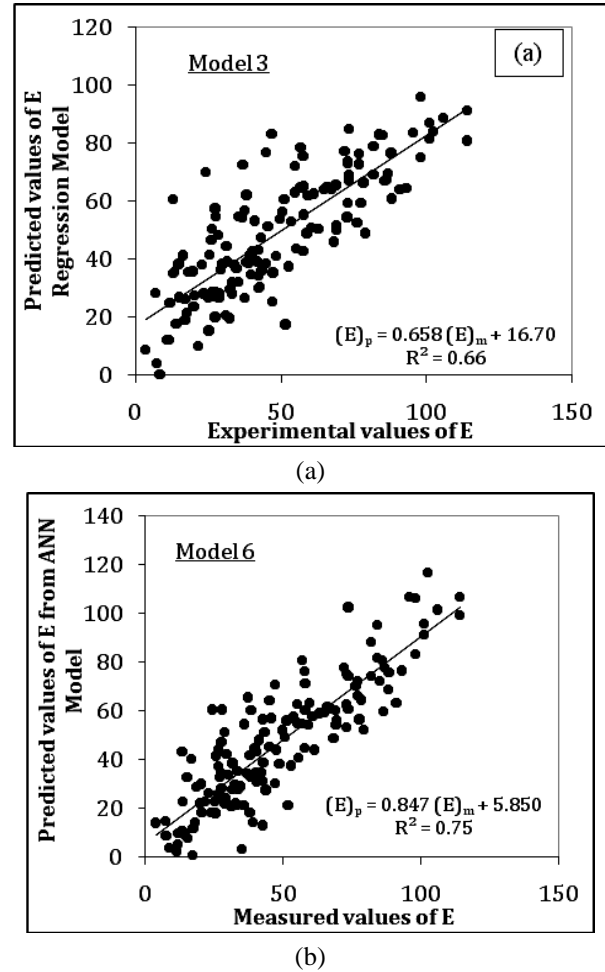 120
100
80
60
40
20
0
Predicted values of E
Regression Model
Model 3
(a)
(E)p = 0.658 (E)m + 16.70
R² = 0.66
0
50
100
150
Experimental values of E
(a)
140
120
100
80
60
40
20
0
Predicted values of E from ANN
Model
Model 6
(E)p = 0.847 (E)m + 5.850
R² = 0.75
0
50
100
150
Measured values of E
(b)